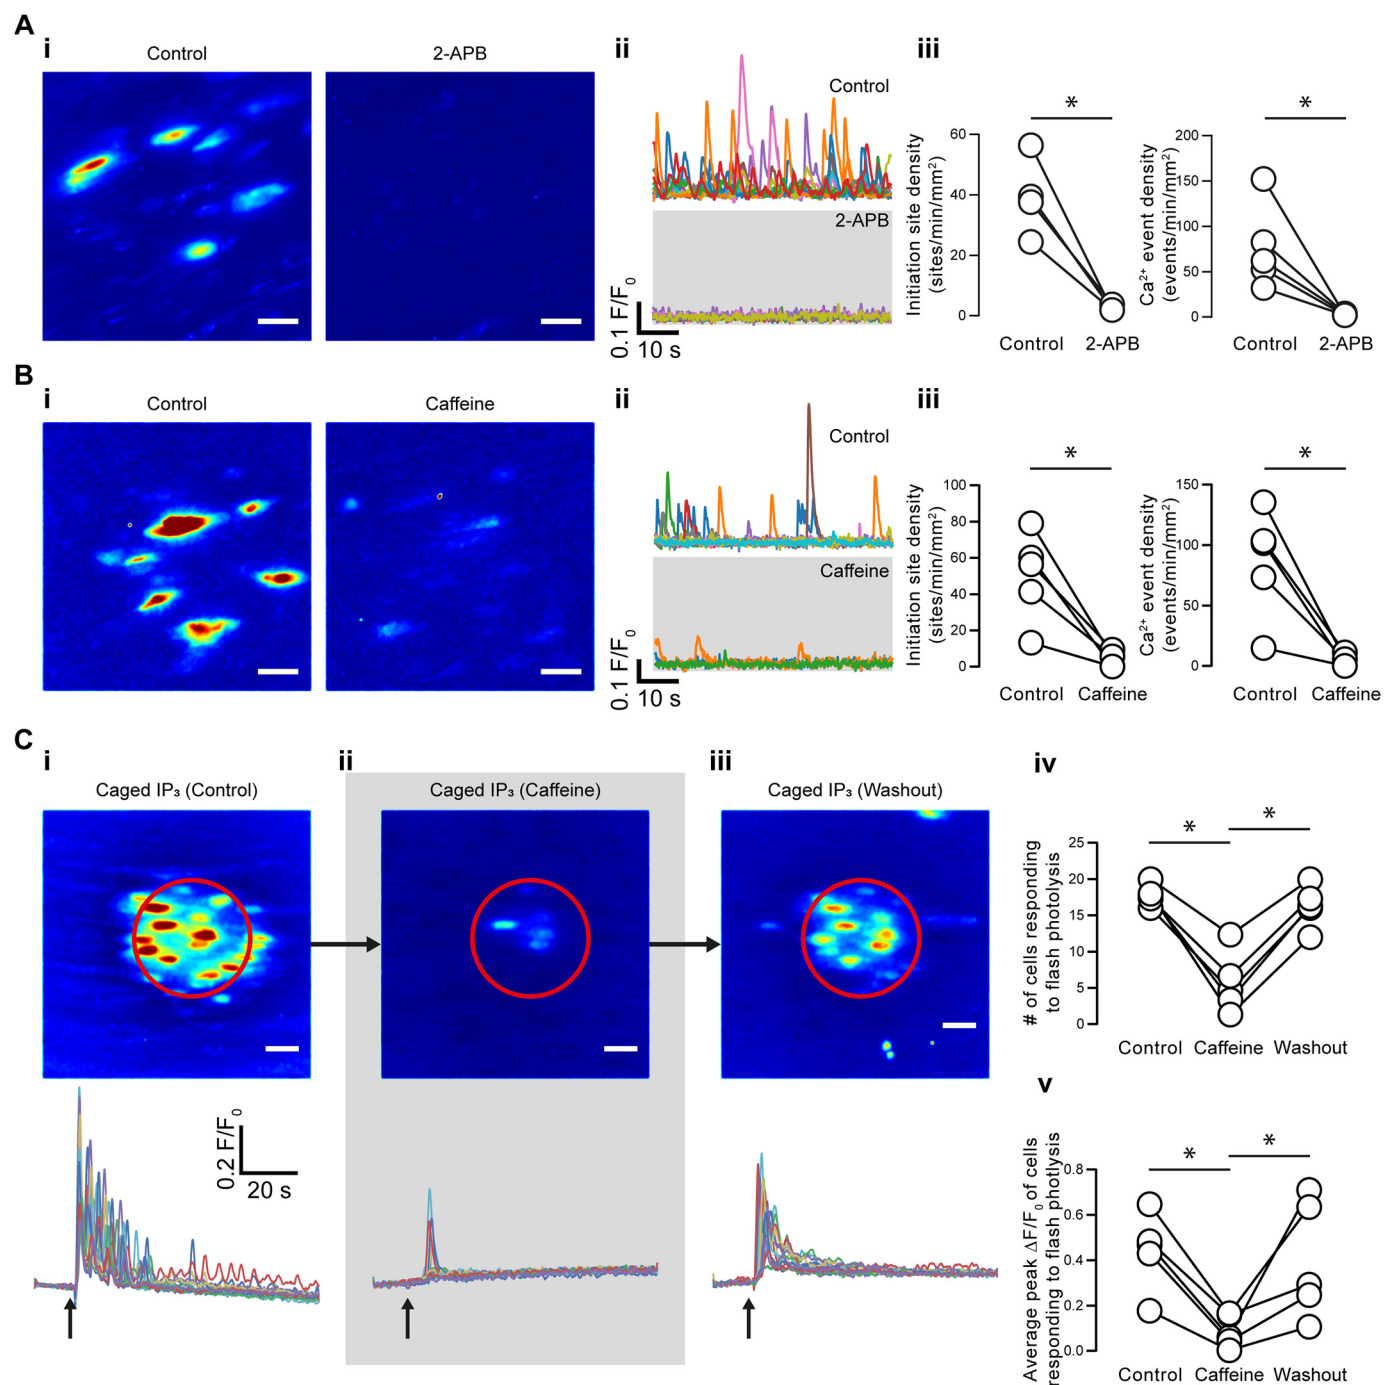 A
i
Control
2-APB
ii
Control
2-APB
0.1 F/F0
10 s
iii
*
Initiation site density
(sites/min/mm²)
60
40
20
0
Control
2-APB
*
Ca²⁺ event density
(events/min/mm²)
200
150
100
50
0
Control
2-APB
B
i
Control
Caffeine
ii
Control
Caffeine
0.1 F/F0
10 s
iii
*
Initiation site density
(sites/min/mm²)
100
80
60
40
20
0
Control
Caffeine
*
Ca²⁺ event density
(events/min/mm²)
150
100
50
0
Control
Caffeine
C
i
Caged IP₃ (Control)
ii
Caged IP₃ (Caffeine)
iii
Caged IP₃ (Washout)
0.2 F/F0
20 s
iv
*
*
# of cells responding
to flash photolysis
25
20
15
10
5
0
Control
Caffeine
Washout
v
*
*
Average peak ΔF/F0 of cells
responding to flash photlysis
0.8
0.6
0.4
0.2
0.0
Control
Caffeine
Washout